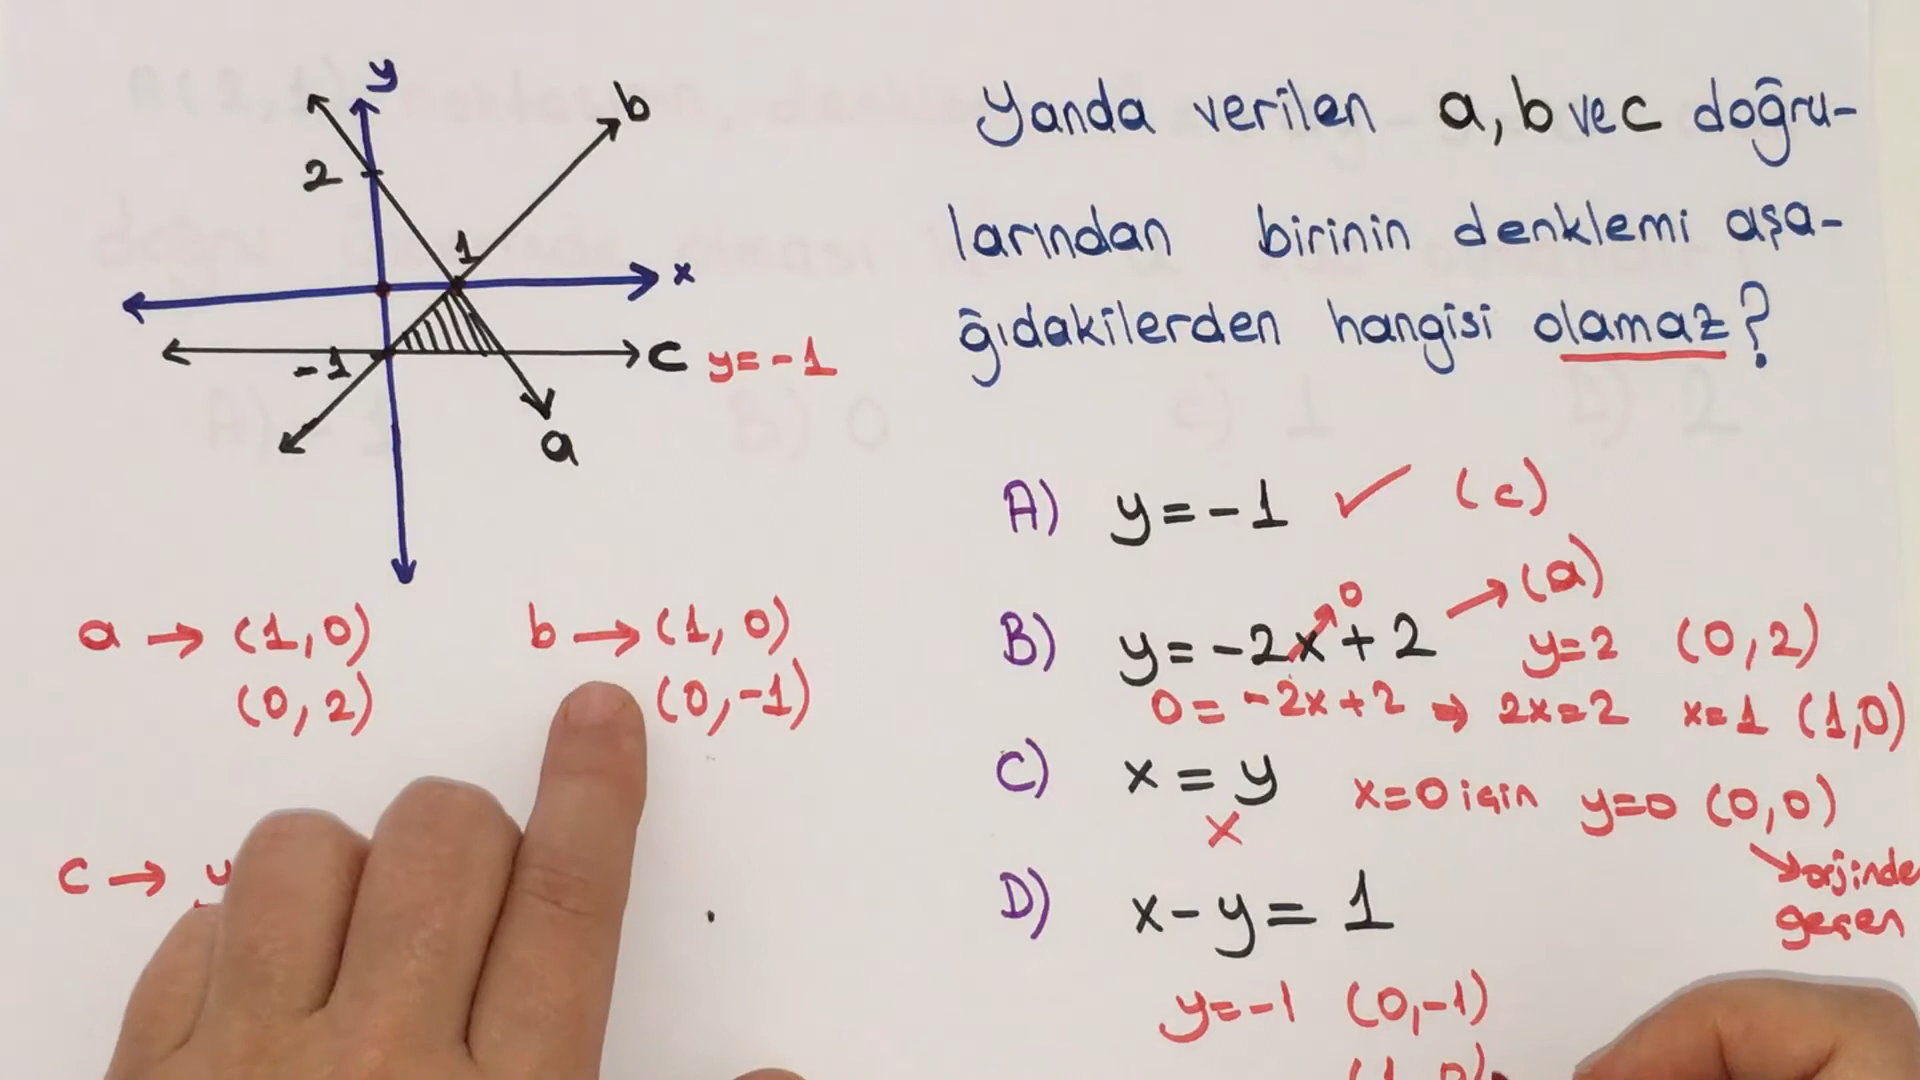 y
b
2
1
x
-1
c y=-1
a
a → (1, 0)
(0, 2)
b → (1, 0)
(0, -1)
c →
Yanda verilen a, b ve c doğru-
larından birinin denklemi aşa-
ğıdakilerden hangisi olamaz?
A) y = -1 ✓ (c)
B) y = -2x + 2 → (a)
0
y=2 (0, 2)
0 = -2x + 2 → 2x=2 x=1 (1,0)
C) x = y x=0 için y=0 (0, 0)
x
orjinde
geçen
D) x - y = 1
y=-1 (0,-1)